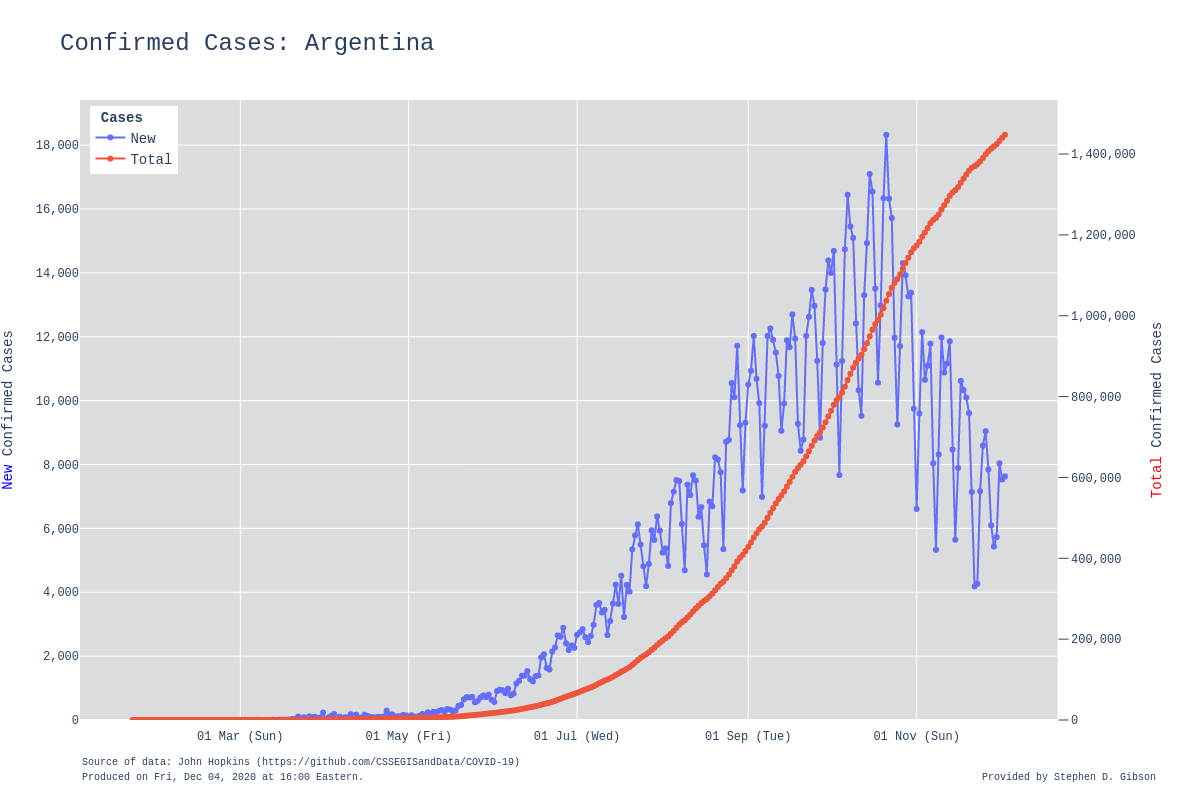 Confirmed Cases: Argentina
Cases
New
Total
18,000
16,000
14,000
12,000
10,000
8,000
6,000
4,000
2,000
0
New Confirmed Cases
1,400,000
1,200,000
1,000,000
800,000
600,000
400,000
200,000
0
Total Confirmed Cases
01 Mar (Sun) 01 May (Fri) 01 Jul (Wed) 01 Sep (Tue) 01 Nov (Sun)
Source of data: John Hopkins (https://github.com/CSSEGISandData/COVID-19)
Produced on Fri, Dec 04, 2020 at 16:00 Eastern.
Provided by Stephen D. Gibson